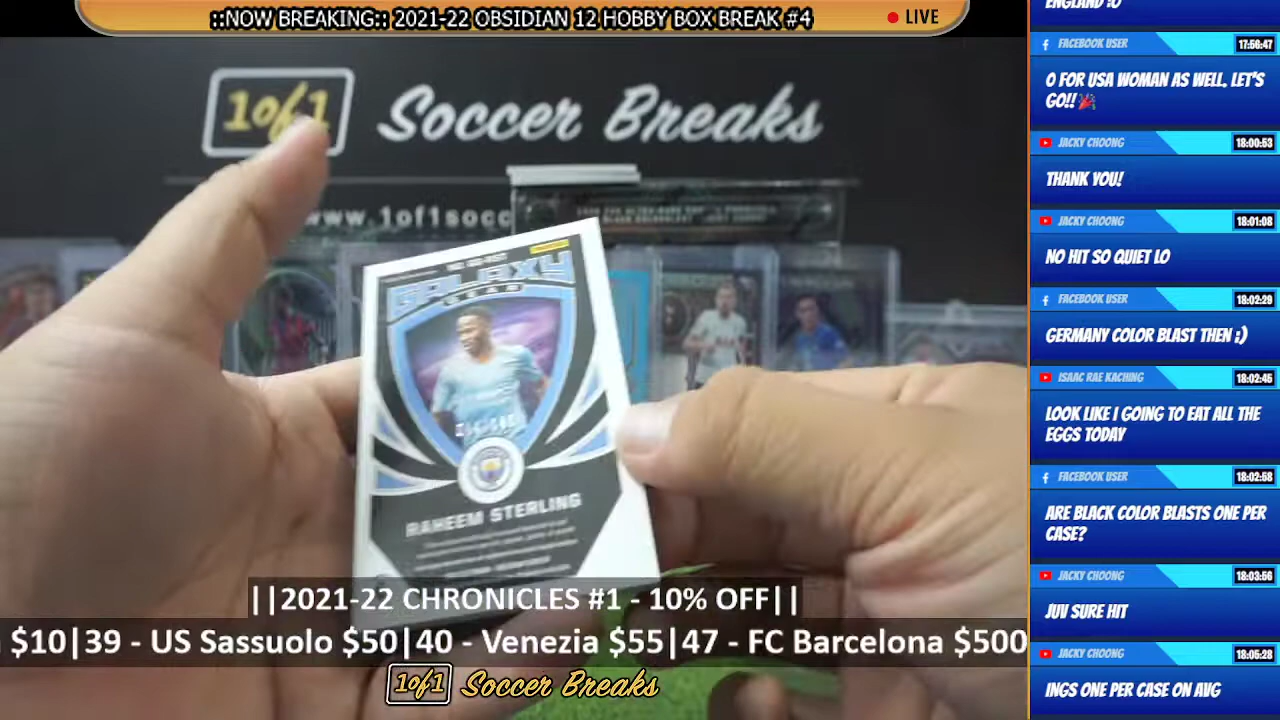 ::NOW BREAKING:: 2021-22 OBSIDIAN 12 HOBBY BOX BREAK #4
LIVE
1of1 Soccer Breaks
www.1of1socc
GALAXY
GEAR
RAHEEM STERLING
||2021-22 CHRONICLES #1 - 10% OFF||
$10|39 - US Sassuolo $50|40 - Venezia $55|47 - FC Barcelona $500
1of1 Soccer Breaks
ENGLAND :O
FACEBOOK USER 17:56:47
O FOR USA WOMAN AS WELL. LET'S
GO!! 🎉
JACKY CHOONG 18:00:53
THANK YOU!
JACKY CHOONG 18:01:08
NO HIT SO QUIET LO
FACEBOOK USER 18:02:29
GERMANY COLOR BLAST THEN ;)
ISAAC RAE KACHING 18:02:45
LOOK LIKE I GOING TO EAT ALL THE
EGGS TODAY
FACEBOOK USER 18:02:58
ARE BLACK COLOR BLASTS ONE PER
CASE?
JACKY CHOONG 18:03:56
JUV SURE HIT
JACKY CHOONG 18:05:28
INGS ONE PER CASE ON AVG